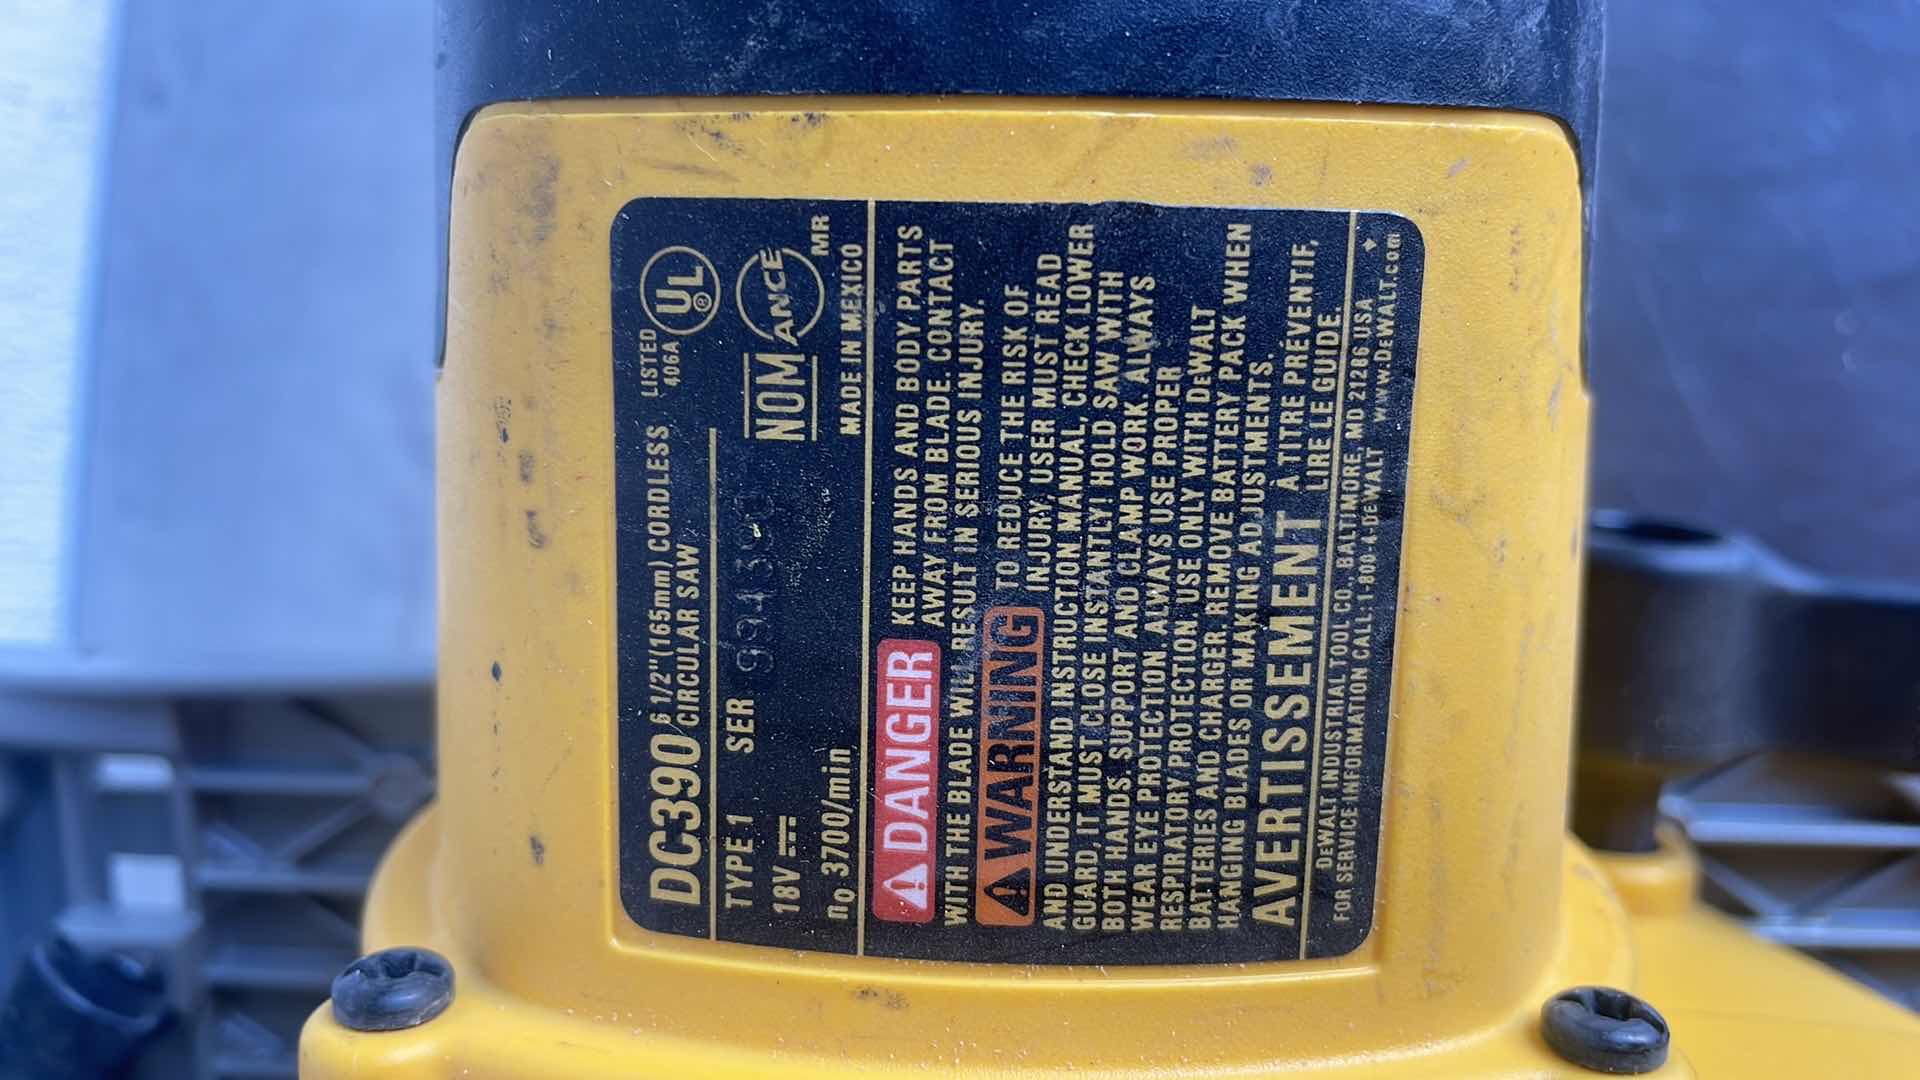 DC390 6 1/2"(165mm) CORDLESS
CIRCULAR SAW
LISTED
406A
UL
®
TYPE 1 SER
18V
n0 3700/min
NOM ANCE
MR
MADE IN MEXICO
DANGER KEEP HANDS AND BODY PARTS
AWAY FROM BLADE. CONTACT
WITH THE BLADE WILL RESULT IN SERIOUS INJURY.
WARNING TO REDUCE THE RISK OF
INJURY, USER MUST READ
AND UNDERSTAND INSTRUCTION MANUAL, CHECK LOWER
GUARD, IT MUST CLOSE INSTANTLY! HOLD SAW WITH
BOTH HANDS. SUPPORT AND CLAMP WORK. ALWAYS
WEAR EYE PROTECTION. ALWAYS USE PROPER
RESPIRATORY PROTECTION. USE ONLY WITH DEWALT
BATTERIES AND CHARGER. REMOVE BATTERY PACK WHEN
HANGING BLADES OR MAKING ADJUSTMENTS.
AVERTISSEMENT À TITRE PRÉVENTIF,
LIRE LE GUIDE.
DEWALT INDUSTRIAL TOOL CO., BALTIMORE, MD 21286 USA
FOR SERVICE INFORMATION CALL: 1-800-4-DEWALT www.DEWALT.com